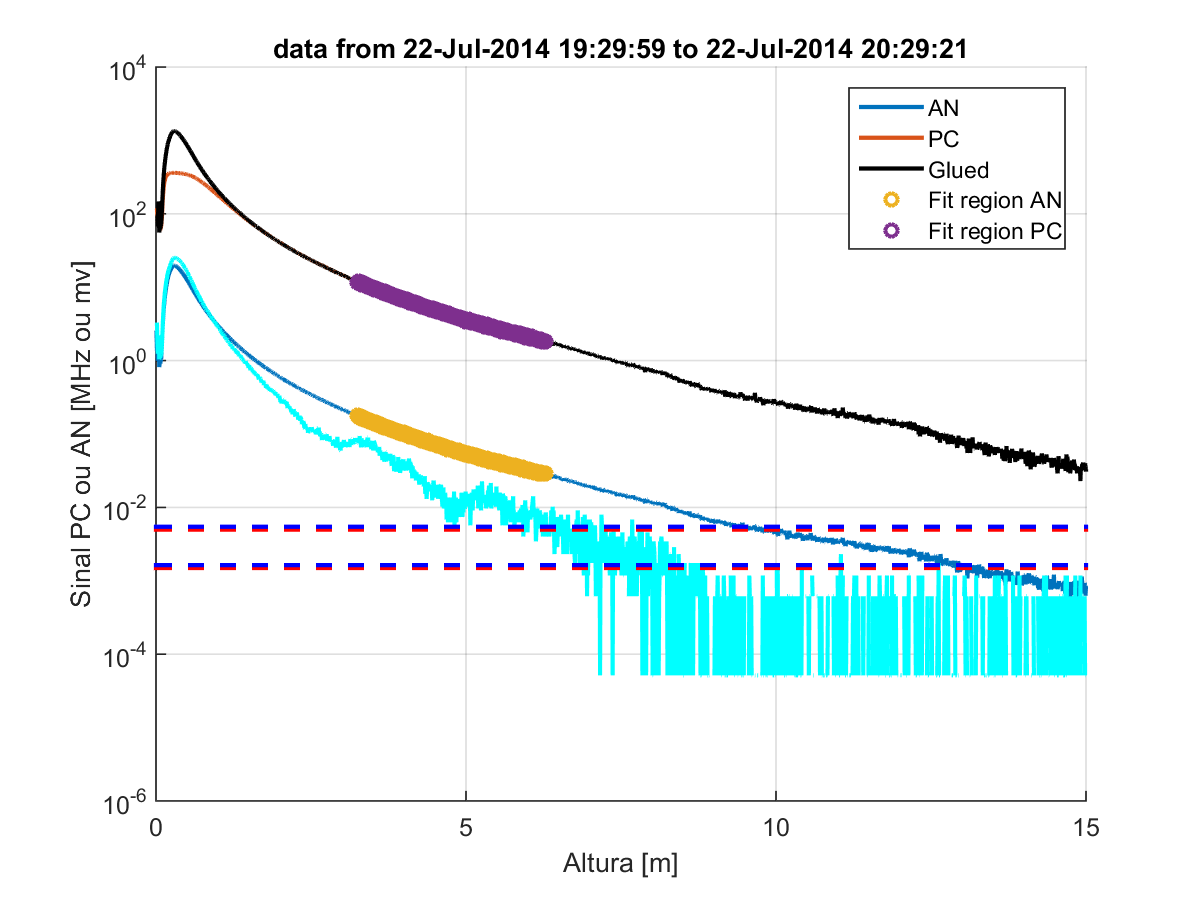 data from 22-Jul-2014 19:29:59 to 22-Jul-2014 20:29:21
AN
PC
Glued
Fit region AN
Fit region PC
Sinal PC ou AN [MHz ou mv]
10^4
10^2
10^0
10^-2
10^-4
10^-6
0 5 10 15
Altura [m]